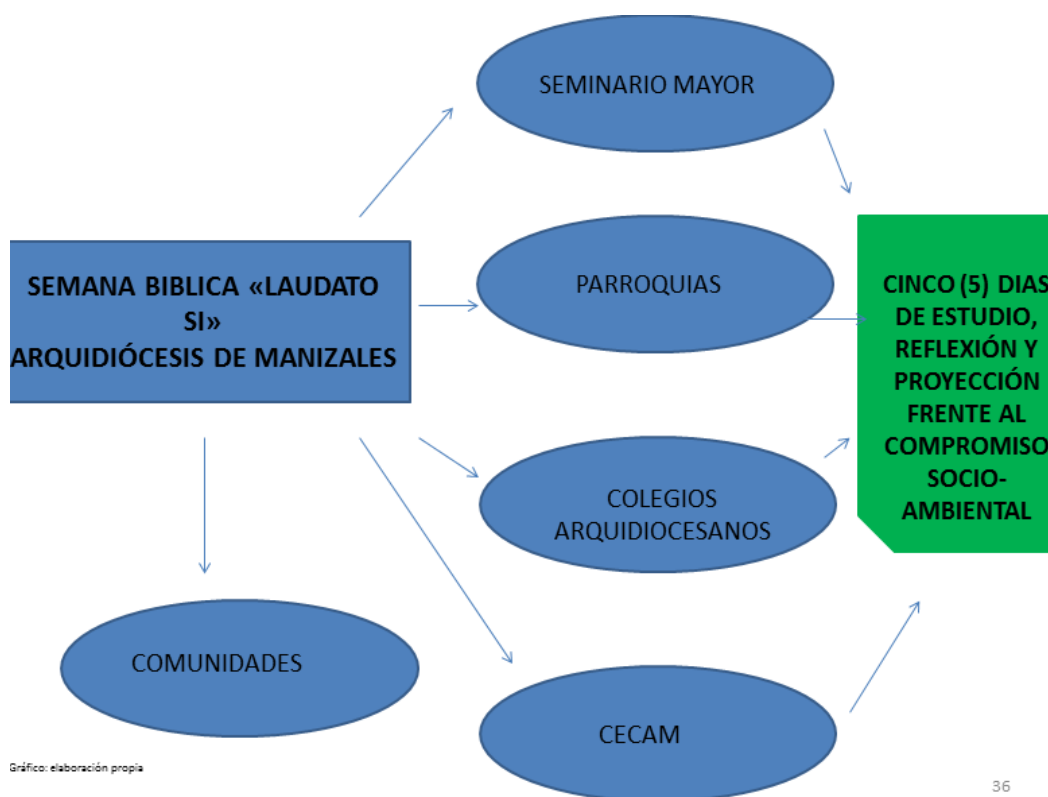 SEMINARIO MAYOR
SEMANA BIBLICA «LAUDATO
SI»
ARQUIDIÓCESIS DE MANIZALES
PARROQUIAS
CINCO (5) DIAS
DE ESTUDIO,
REFLEXIÓN Y
PROYECCIÓN
FRENTE AL
COMPROMISO
SOCIO-
AMBIENTAL
COLEGIOS
ARQUIDIOCESANOS
COMUNIDADES
CECAM
Gráfico: elaboración propia
36